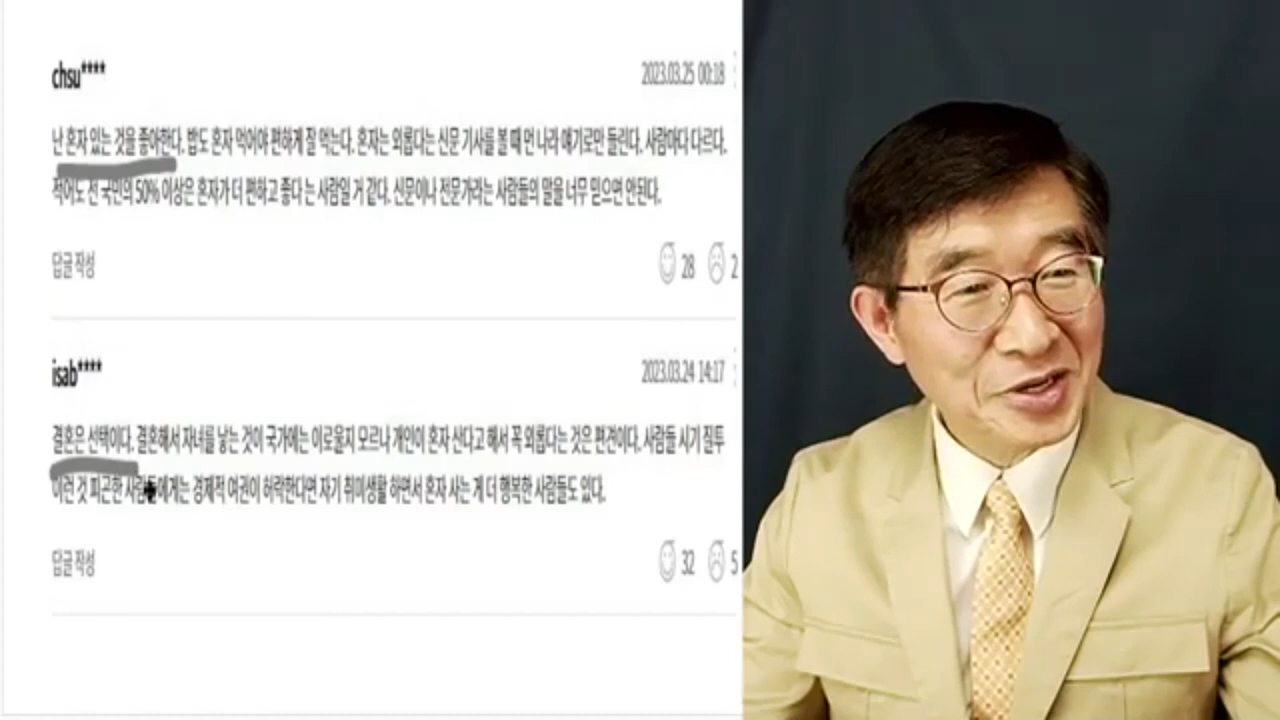 chsu****
2023.03.25 00:18
난 혼자 있는 것을 좋아한다. 밥도 혼자 먹어야 편하게 잘 먹는다. 혼자는 외롭다는 신문 기사를 볼 때 먼 나라 얘기로만 들린다. 사람마다 다르다.
적어도 전 국민의 50% 이상은 혼자가 더 편하고 좋다 는 사람일 거 같다. 신문이나 전문가라는 사람들의 말을 너무 믿으면 안된다.
답글 작성
28 2
isab****
2023.03.24 14:17
결혼은 선택이다. 결혼해서 자녀를 낳는 것이 국가에는 이로울지 모르나 개인이 혼자 산다고 해서 꼭 외롭다는 것은 편견이다. 사람들 시기 질투
이런 것 피곤한 사람들에게는 경제적 여권이 허락한다면 자기 취미생활 하면서 혼자 사는 게 더 행복한 사람들도 있다.
답글 작성
32 5